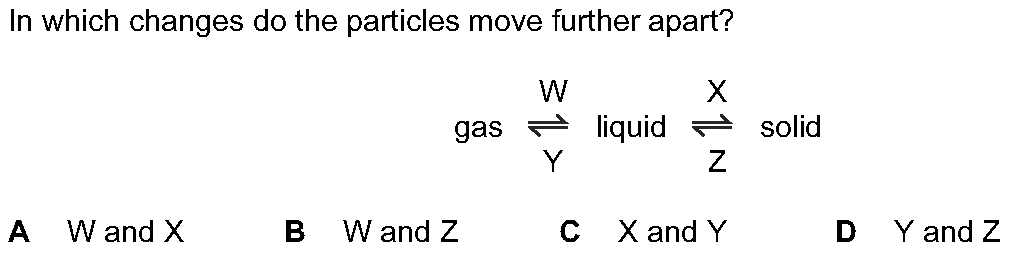 In which changes do the particles move further apart?
W X
gas ⇌ liquid ⇌ solid
Y Z
A W and X B W and Z C X and Y D Y and Z